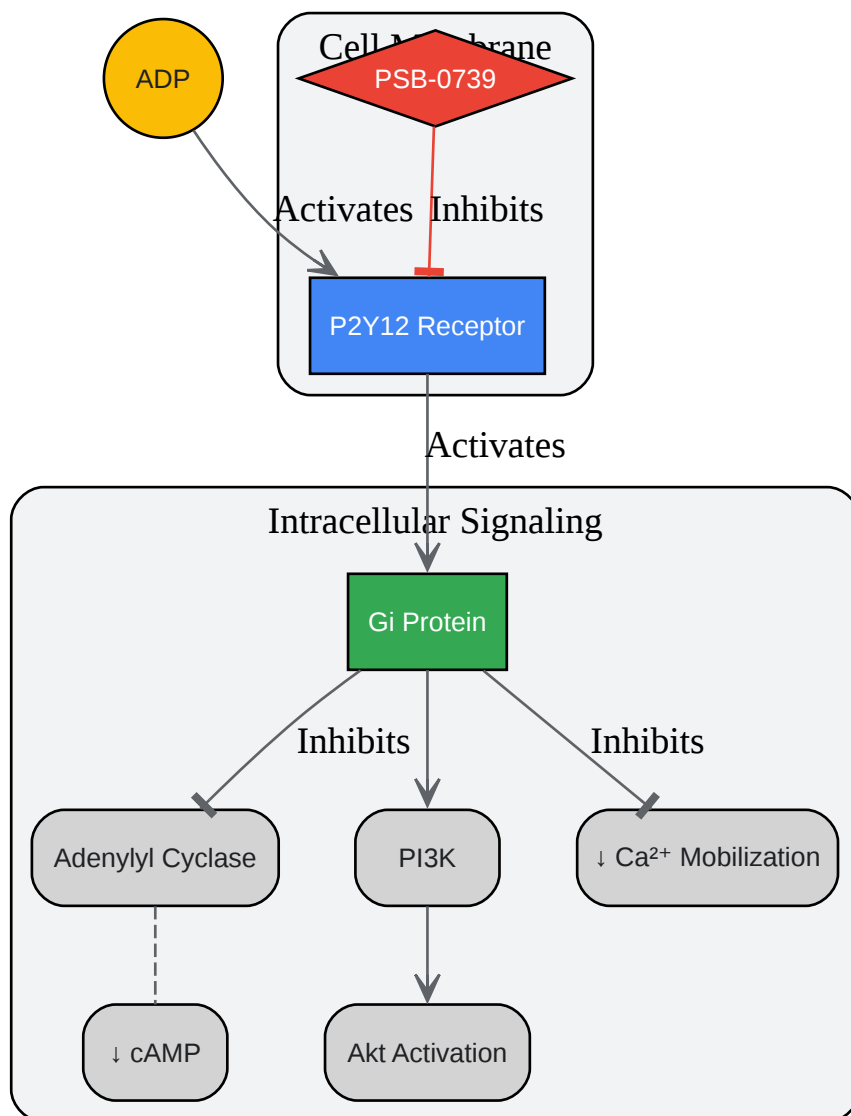 Cell Membrane
ADP
PSB-0739
Activates
Inhibits
P2Y12 Receptor
Activates
Intracellular Signaling
Gi Protein
Inhibits
Inhibits
Adenylyl Cyclase
PI3K
↓ Ca²⁺ Mobilization
↓ cAMP
Akt Activation